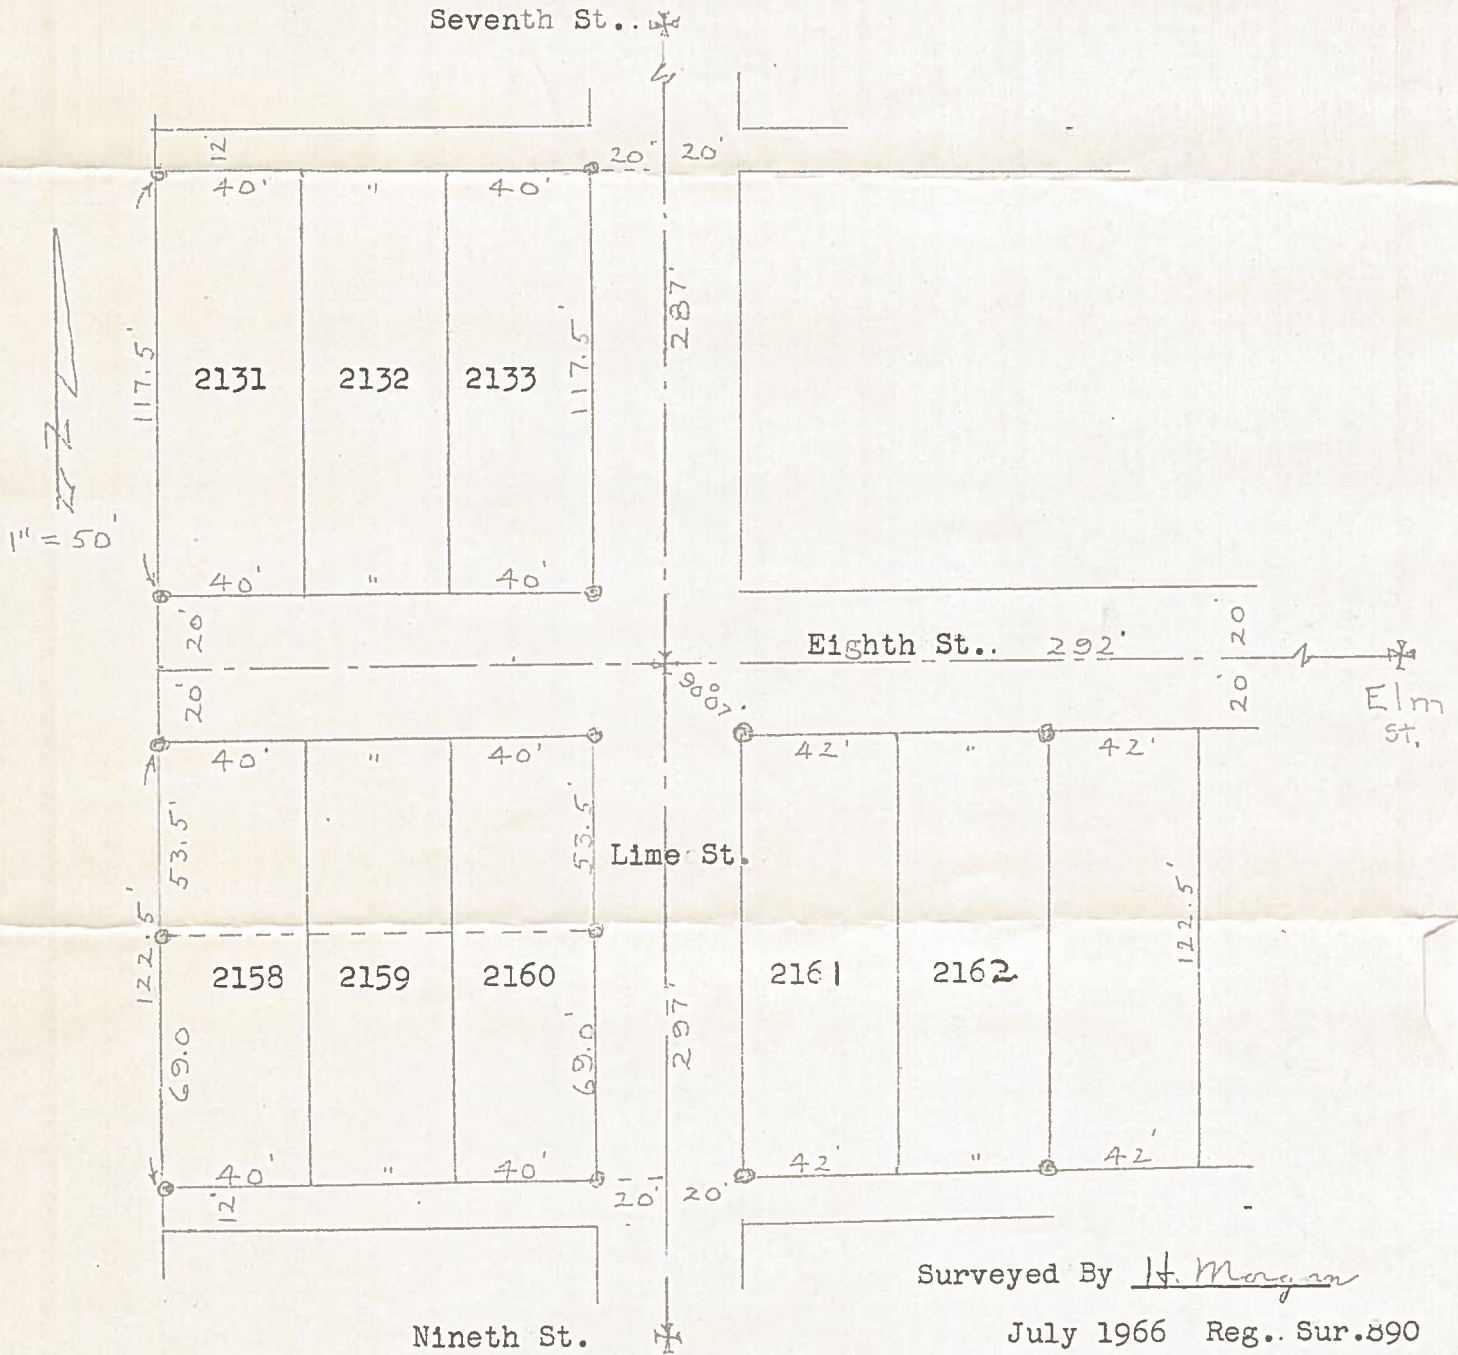 Seventh St..
12'
20' 20'
40' " 40'
287'
117.5' 117.5'
2131 2132 2133
N
1" = 50'
40' " 40'
20' 20'
Eighth St.. 292'
20' 20'
90°07'
Elm
St.
40' " 40'
42' " 42'
53.5' 53.5'
Lime St.
122.5' 122.5'
2158 2159 2160 2161 2162
69.0 69.0'
297'
40' " 40'
42' " 42'
12'
20' 20'
Surveyed By H. Morgan
Nineth St.
July 1966 Reg.. Sur.890